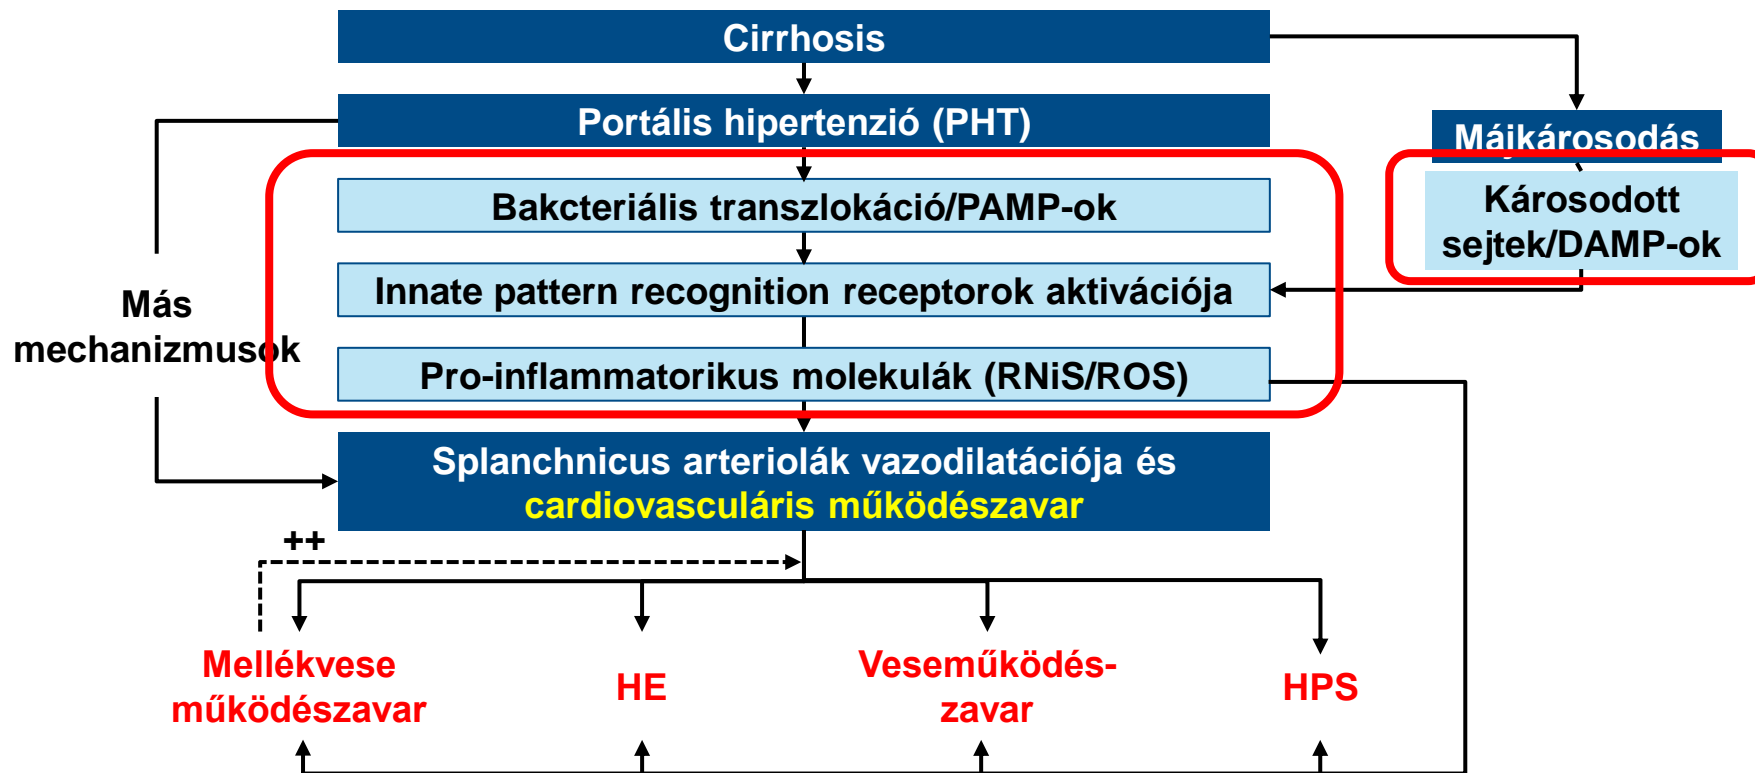 Cirrhosis
Portális hipertenzió (PHT)
Májkárosodás
Bakcteriális transzlokáció/PAMP-ok
Károsodott
sejtek/DAMP-ok
Innate pattern recognition receptorok aktivációja
Más
mechanizmusok
Pro-inflammatorikus molekulák (RNiS/ROS)
Splanchnicus arteriolák vazodilatációja és
cardiovasculáris működészavar
++
Mellékvese
működészavar
HE
Veseműködés-
zavar
HPS